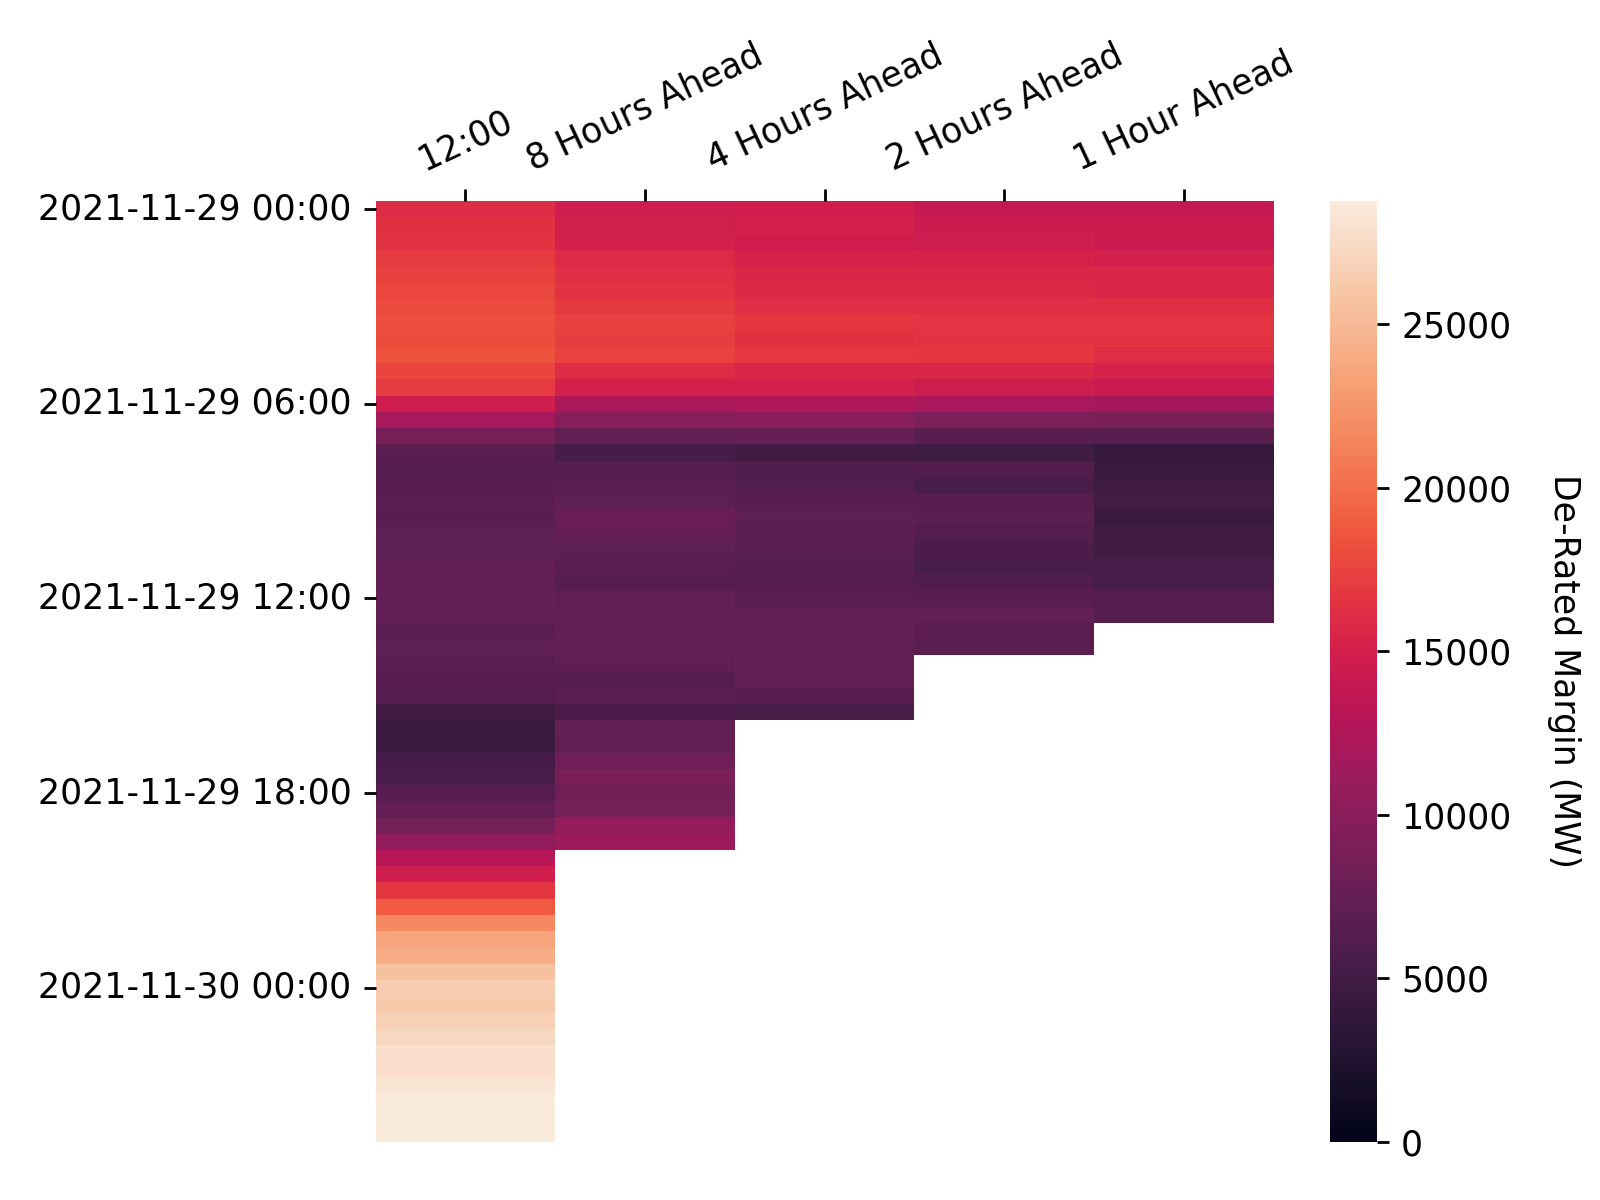 12:00
8 Hours Ahead
4 Hours Ahead
2 Hours Ahead
1 Hour Ahead
2021-11-29 00:00
2021-11-29 06:00
2021-11-29 12:00
2021-11-29 18:00
2021-11-30 00:00
25000
20000
15000
10000
5000
0
De-Rated Margin (MW)